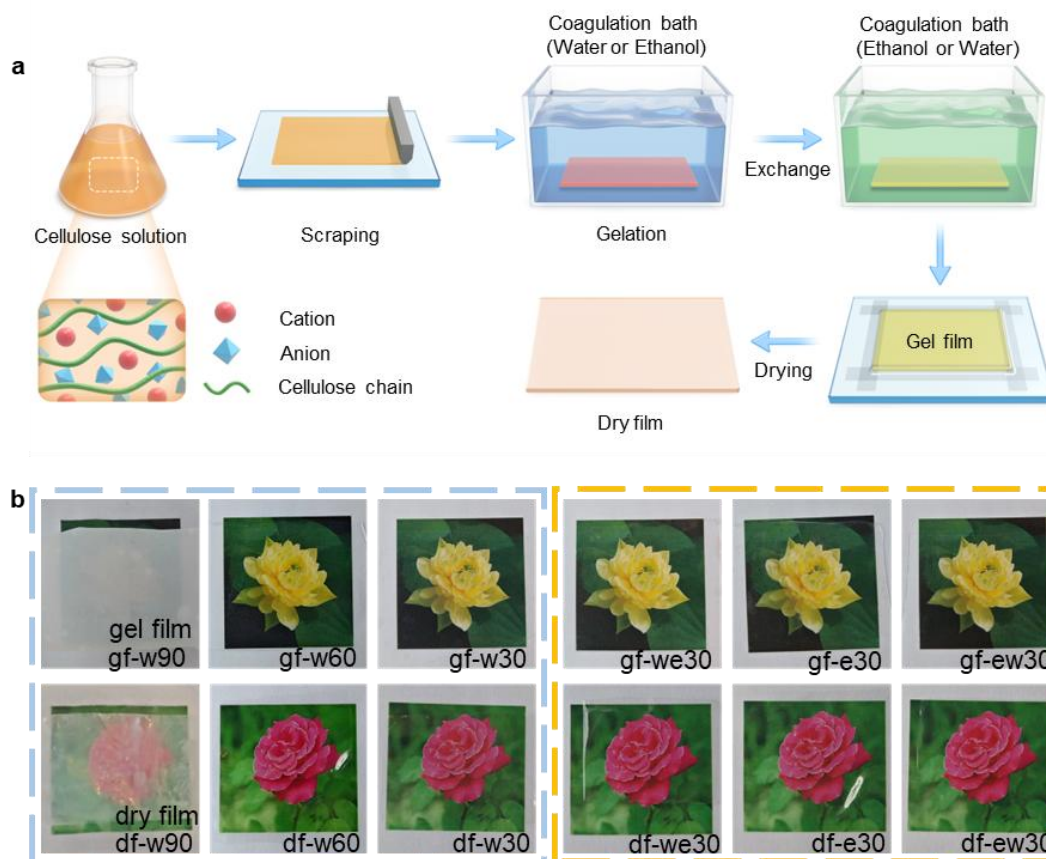 a
Coagulation bath
(Water or Ethanol)
Coagulation bath
(Ethanol or Water)
Exchange
Cellulose solution
Scraping
Gelation
Cation
Anion
Cellulose chain
Gel film
Drying
Dry film
b
gel film
gf-w90
gf-w60
gf-w30
gf-we30
gf-e30
gf-ew30
dry film
df-w90
df-w60
df-w30
df-we30
df-e30
df-ew30